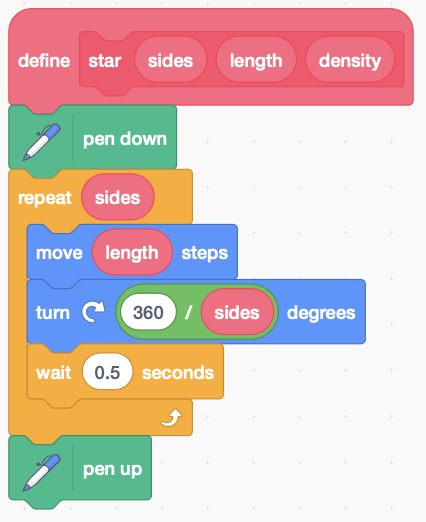 define star sides length density
pen down
repeat sides
move length steps
turn 360 / sides degrees
wait 0.5 seconds
pen up